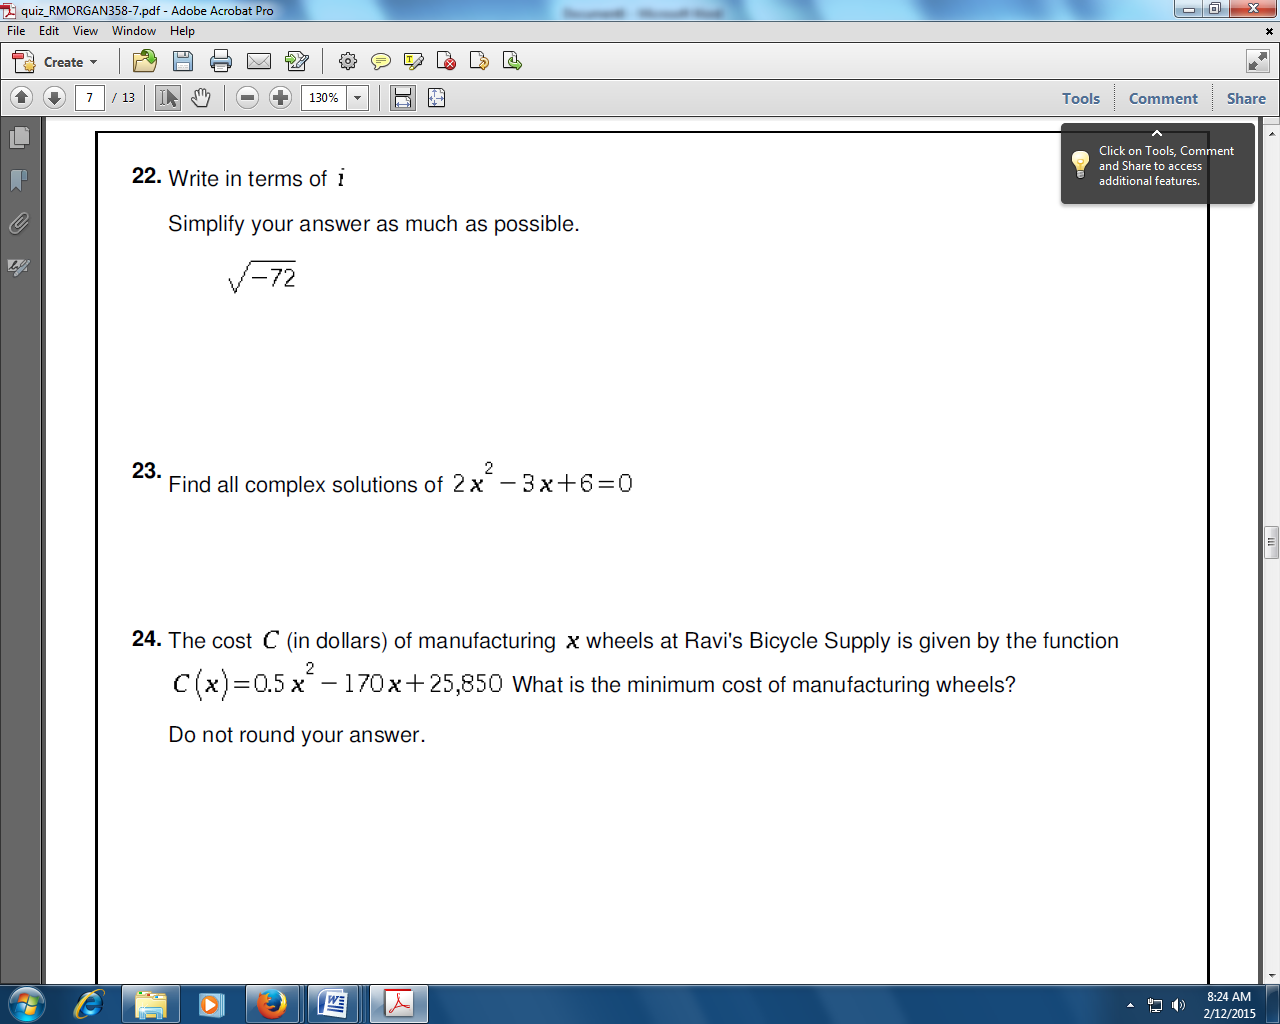 quiz_RMORGAN358-7.pdf - Adobe Acrobat Pro
File Edit View Window Help
Create
7 / 13 130% Tools Comment Share
Click on Tools, Comment
and Share to access
additional features.
22. Write in terms of i
Simplify your answer as much as possible.
√−72
23. Find all complex solutions of 2x² − 3x + 6 = 0
24. The cost C (in dollars) of manufacturing x wheels at Ravi's Bicycle Supply is given by the function
C(x) = 0.5x² − 170x + 25,850 What is the minimum cost of manufacturing wheels?
Do not round your answer.
8:24 AM
2/12/2015